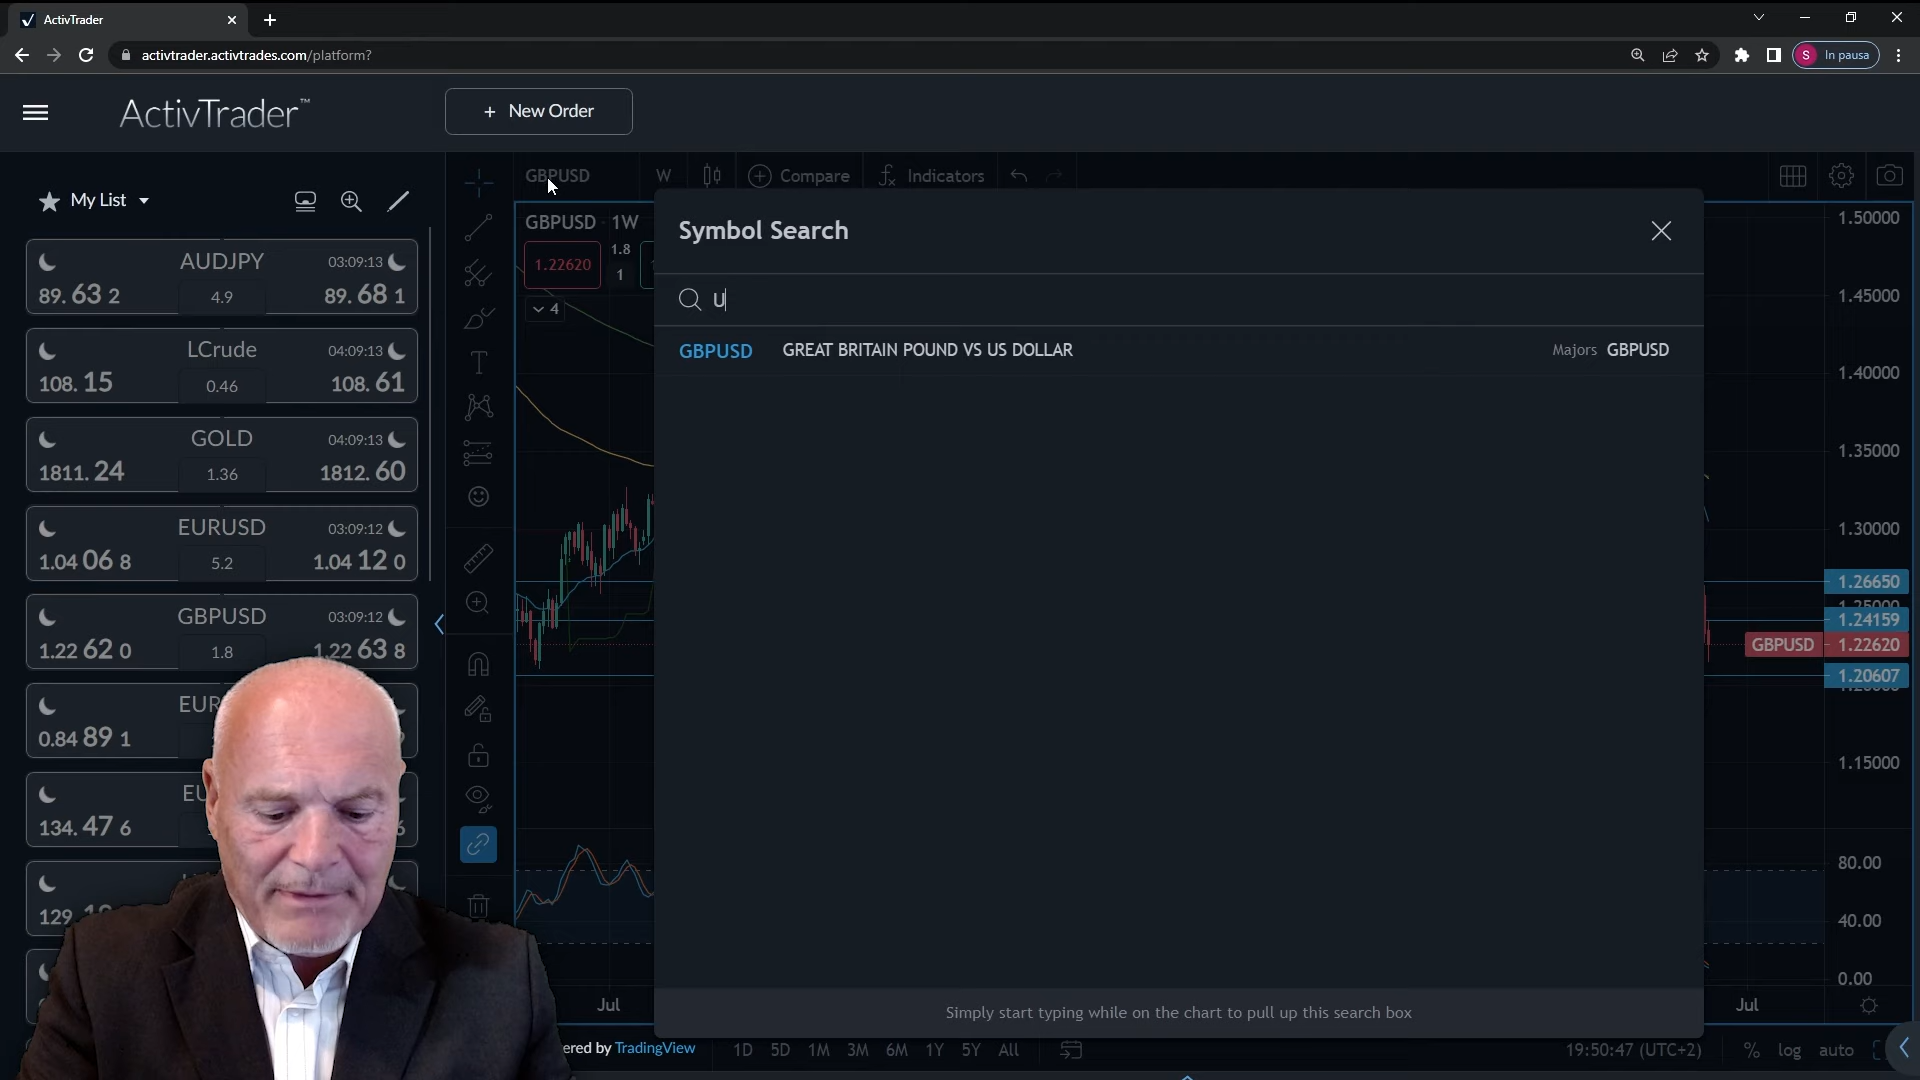 ActivTrader
activtrader.activtrades.com/platform?
S In pausa
ActivTrader™
+ New Order
My List
AUDJPY 03:09:13
89. 63 2 4.9 89. 68 1
LCrude 04:09:13
108. 15 0.46 108. 61
GOLD 04:09:13
1811. 24 1.36 1812. 60
EURUSD 03:09:12
1.04 06 8 5.2 1.04 12 0
GBPUSD 03:09:12
1.22 62 0 1.8 1.22 63 8
0.84 89 1
134. 47 6
129.
GBPUSD W Compare Indicators
GBPUSD · 1W
1.22620 1.8 1
4
Symbol Search
U
GBPUSD GREAT BRITAIN POUND VS US DOLLAR Majors GBPUSD
Simply start typing while on the chart to pull up this search box
1.50000
1.45000
1.40000
1.35000
1.30000
1.26650
1.25000
1.24159
GBPUSD 1.22620
1.20607
1.15000
80.00
40.00
0.00
Jul Jul
TradingView 1D 5D 1M 3M 6M 1Y 5Y All 19:50:47 (UTC+2) % log auto